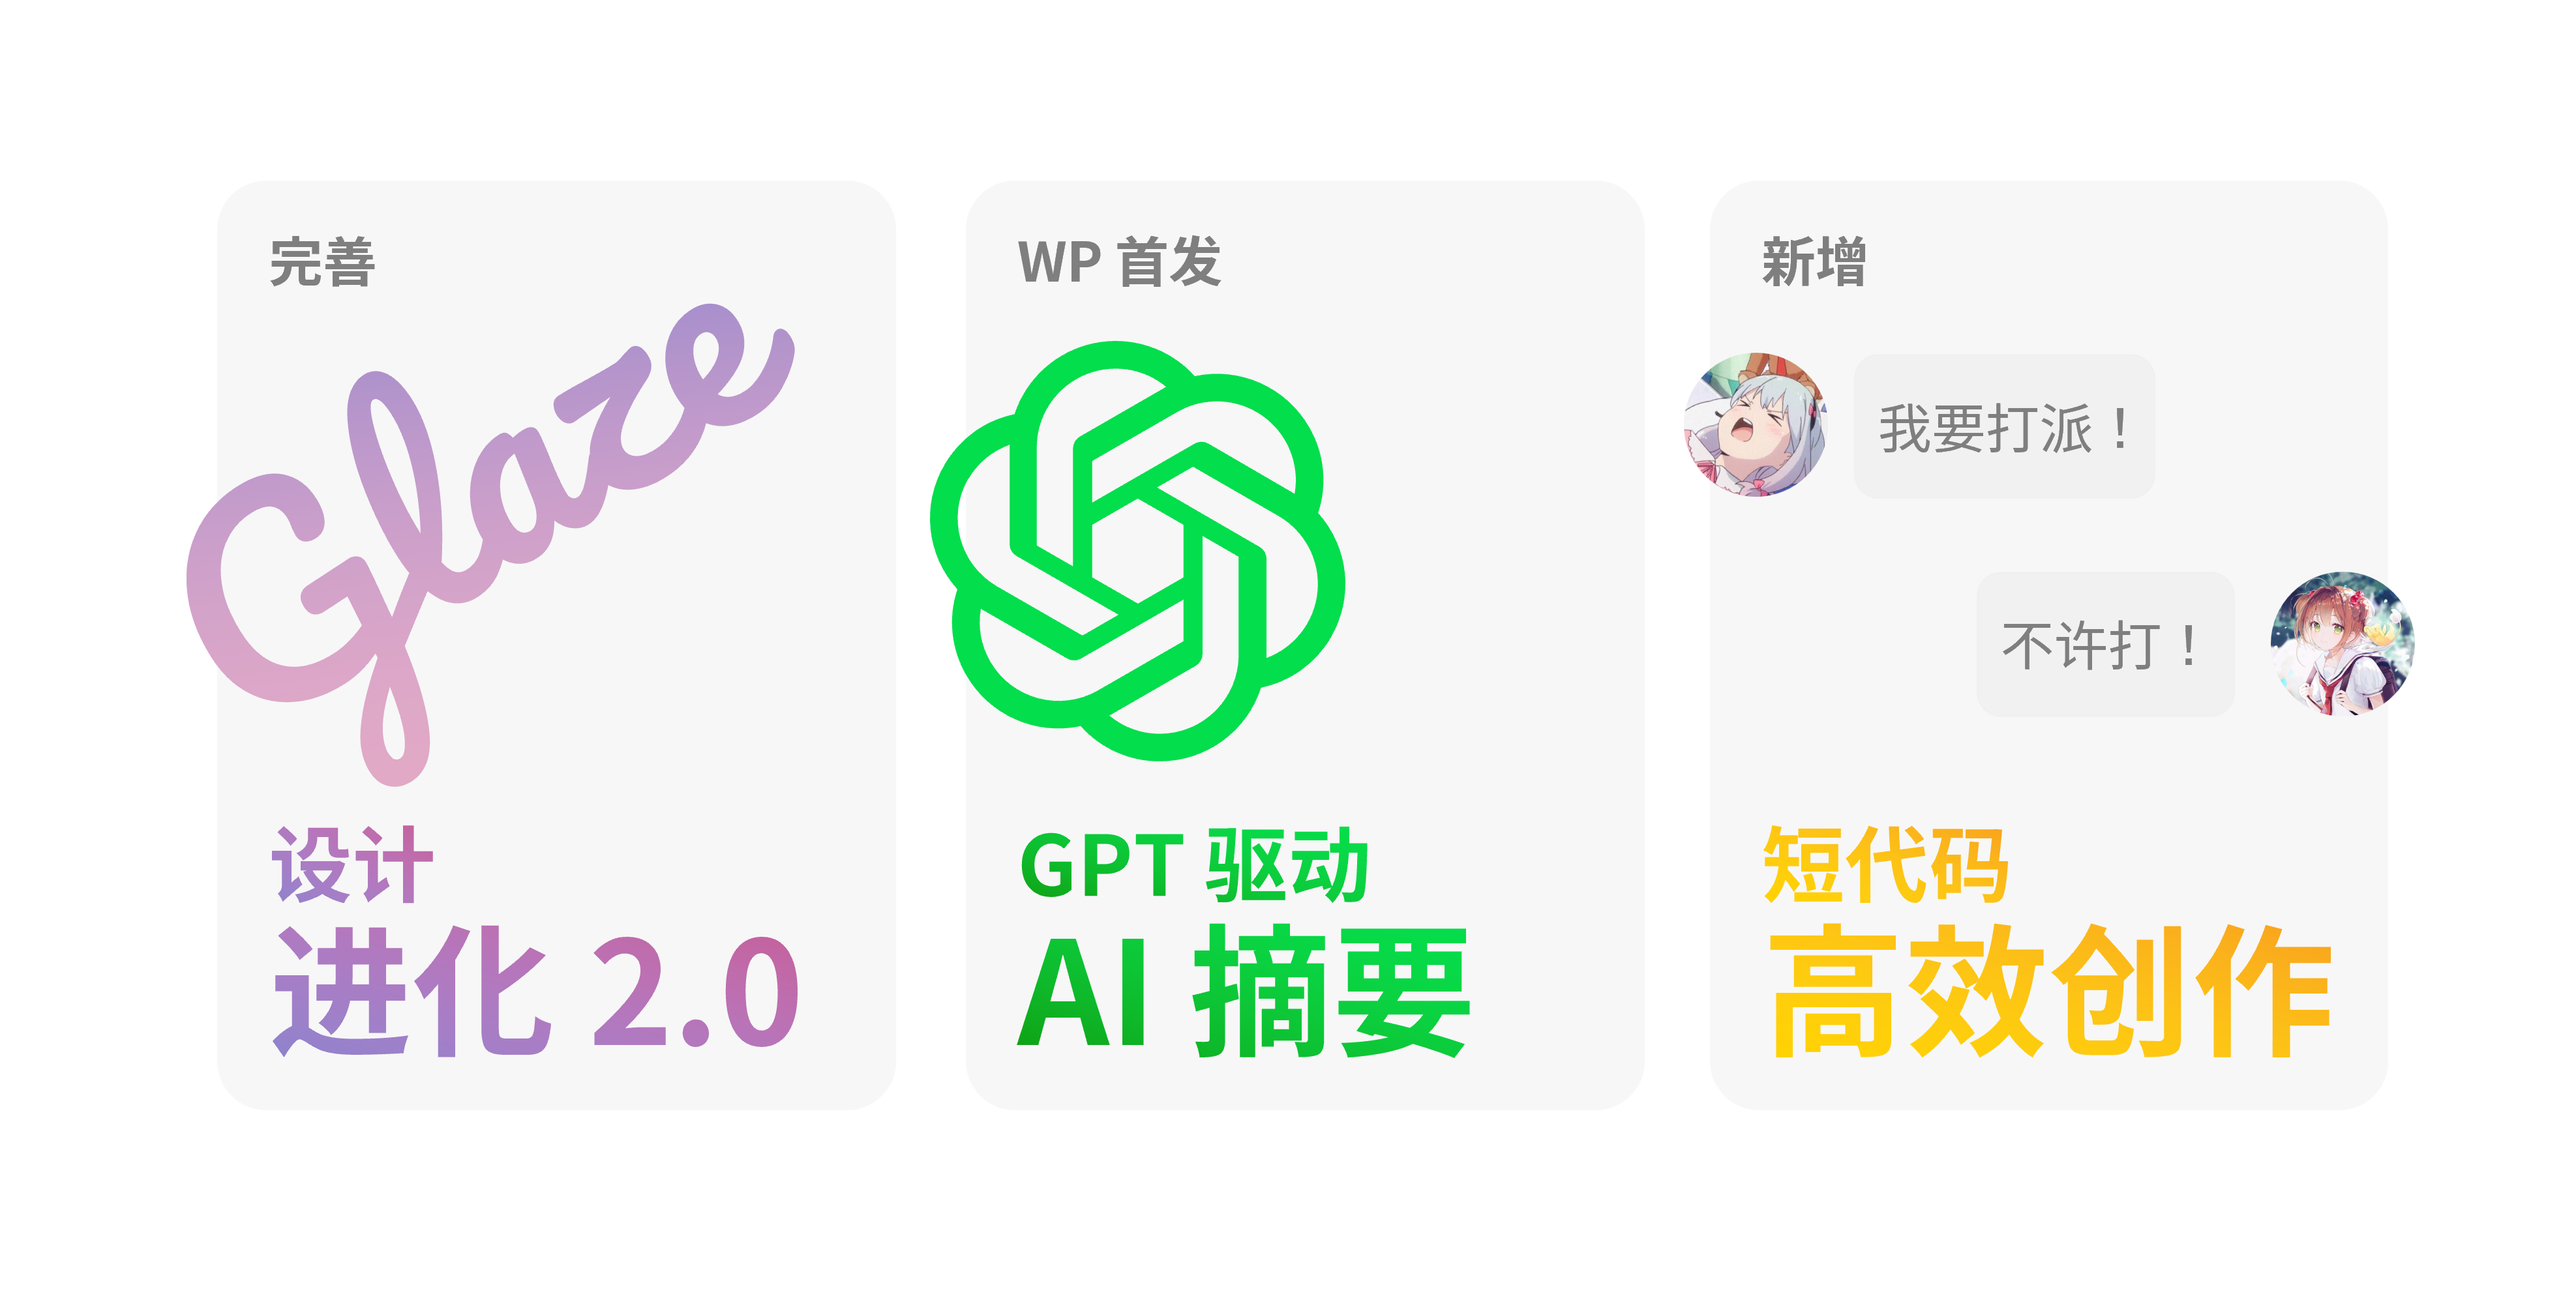 完善
Glaze
设计
进化 2.0
WP 首发
GPT 驱动
AI 摘要
新增
我要打派！
不许打！
短代码
高效创作